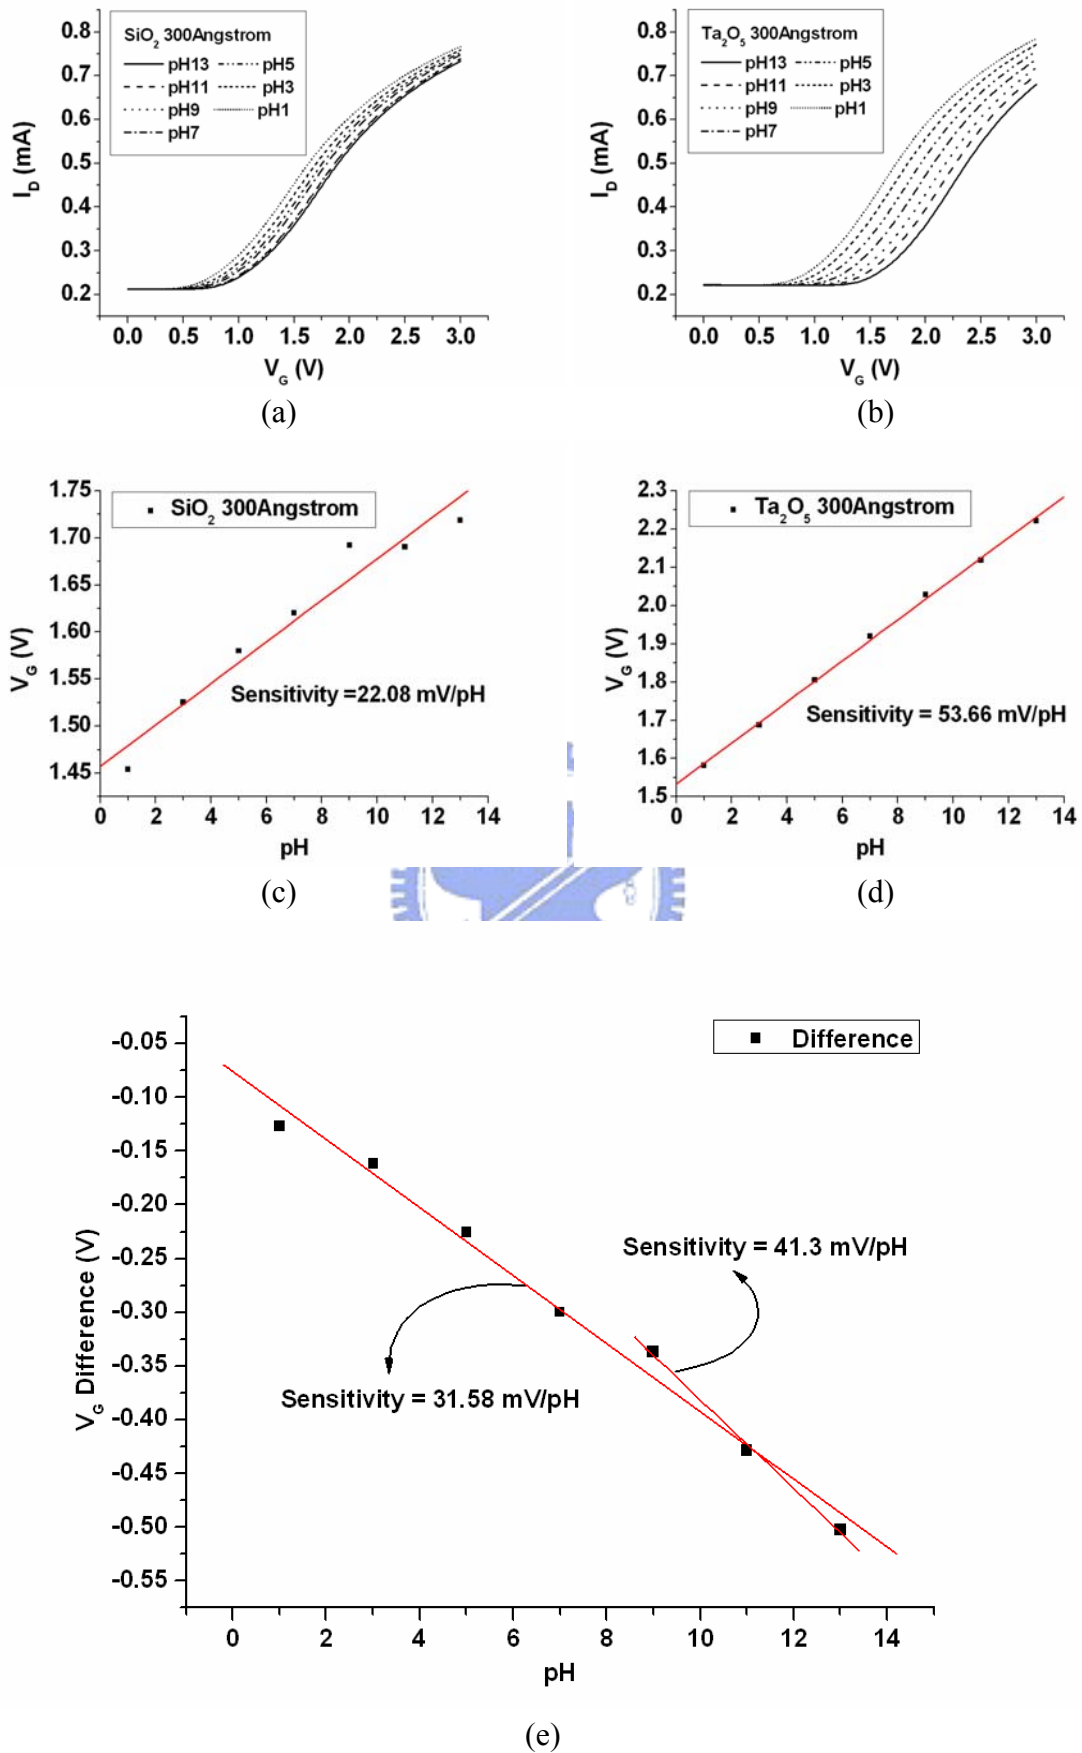 SiO2 300Angstrom
pH13 pH5
pH11 pH3
pH9 pH1
pH7
0.8
0.7
0.6
0.5
0.4
0.3
0.2
ID (mA)
0.0 0.5 1.0 1.5 2.0 2.5 3.0
VG (V)
(a)
Ta2O5 300Angstrom
pH13 pH5
pH11 pH3
pH9 pH1
pH7
0.8
0.7
0.6
0.5
0.4
0.3
0.2
ID (mA)
0.0 0.5 1.0 1.5 2.0 2.5 3.0
VG (V)
(b)
SiO2 300Angstrom
1.75
1.70
1.65
1.60
1.55
1.50
1.45
VG (V)
Sensitivity =22.08 mV/pH
0 2 4 6 8 10 12 14
pH
(c)
Ta2O5 300Angstrom
2.3
2.2
2.1
2.0
1.9
1.8
1.7
1.6
1.5
VG (V)
Sensitivity = 53.66 mV/pH
0 2 4 6 8 10 12 14
pH
(d)
Difference
-0.05
-0.10
-0.15
-0.20
-0.25
-0.30
-0.35
-0.40
-0.45
-0.50
-0.55
VG Difference (V)
Sensitivity = 41.3 mV/pH
Sensitivity = 31.58 mV/pH
0 2 4 6 8 10 12 14
pH
(e)